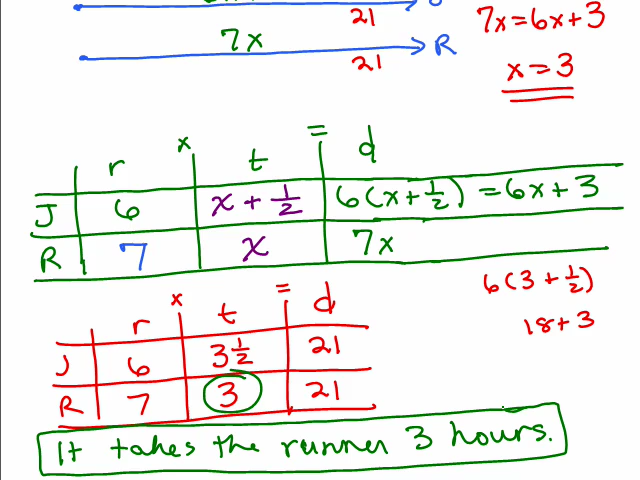 21
7x = 6x + 3
7x
R
21
x = 3
r x t = d
J 6 x + 1/2 6(x + 1/2) = 6x + 3
R 7 x 7x
6(3 + 1/2)
18 + 3
r x t = d
J 6 3 1/2 21
R 7 3 21
It takes the runner 3 hours.